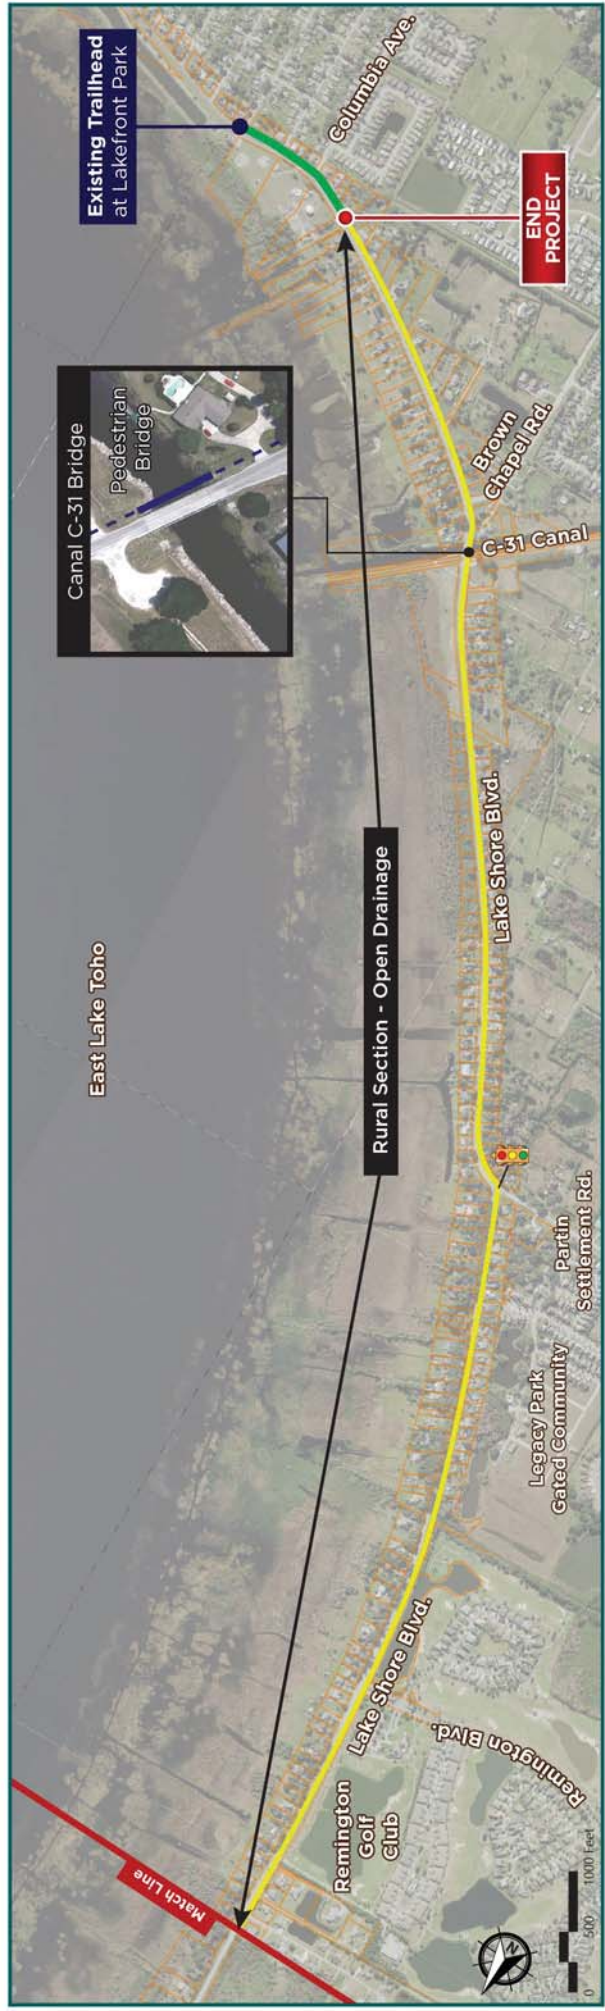 Existing Trailhead
at Lakefront Park
Columbia Ave.
END
PROJECT
Canal C-31 Bridge
Pedestrian
Bridge
Brown
Chapel Rd.
C-31 Canal
East Lake Toho
Rural Section - Open Drainage
Lake Shore Blvd.
Partin
Settlement Rd.
Legacy Park
Gated Community
Lake Shore Blvd.
Remington Blvd.
Remington
Golf
Club
Match Line
N
0 500 1000 Feet